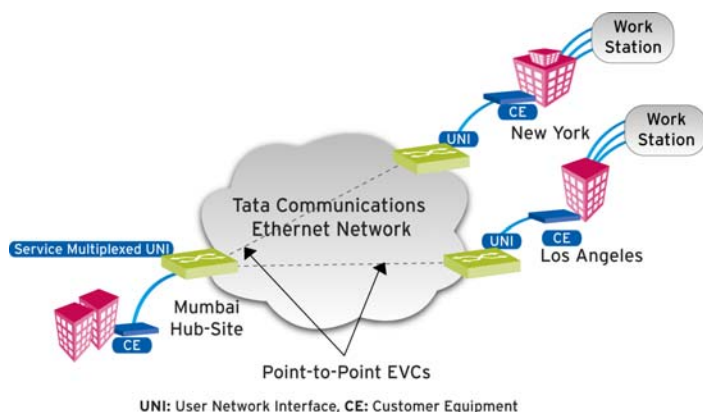 Work
Station
CE
UNI
New York
Work
Station
Tata Communications
Ethernet Network
UNI
CE
Los Angeles
Service Multiplexed UNI
Mumbai
Hub-Site
CE
Point-to-Point EVCs
UNI: User Network Interface, CE: Customer Equipment